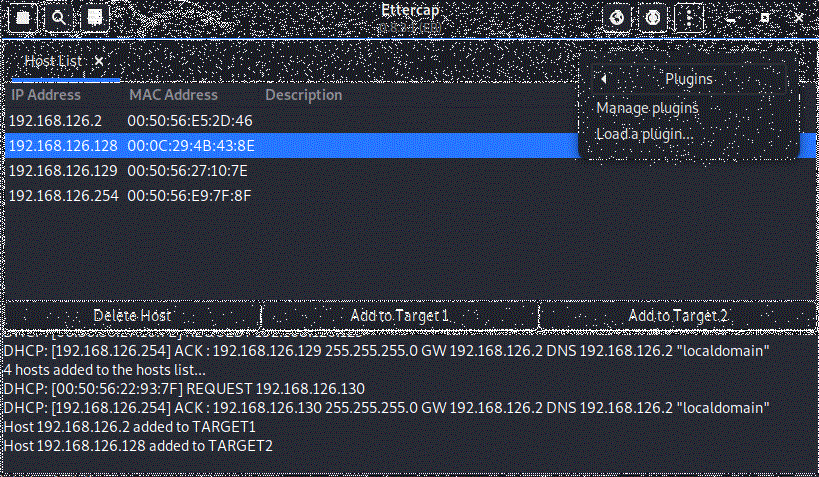 Ettercap
Host List ×
Plugins
Manage plugins
Load a plugin...
IP Address MAC Address Description
192.168.126.2 00:50:56:E5:2D:46
192.168.126.128 00:0C:29:4B:43:8E
192.168.126.129 00:50:56:27:10:7E
192.168.126.254 00:50:56:E9:7F:8F
Delete Host Add to Target 1 Add to Target 2
DHCP: [192.168.126.254] ACK : 192.168.126.129 255.255.255.0 GW 192.168.126.2 DNS 192.168.126.2 "localdomain"
4 hosts added to the hosts list...
DHCP: [00:50:56:22:93:7F] REQUEST 192.168.126.130
DHCP: [192.168.126.254] ACK : 192.168.126.130 255.255.255.0 GW 192.168.126.2 DNS 192.168.126.2 "localdomain"
Host 192.168.126.2 added to TARGET1
Host 192.168.126.128 added to TARGET2